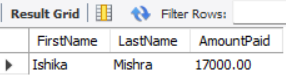 Result Grid Filter Rows:
FirstName LastName AmountPaid
Ishika Mishra 17000.00